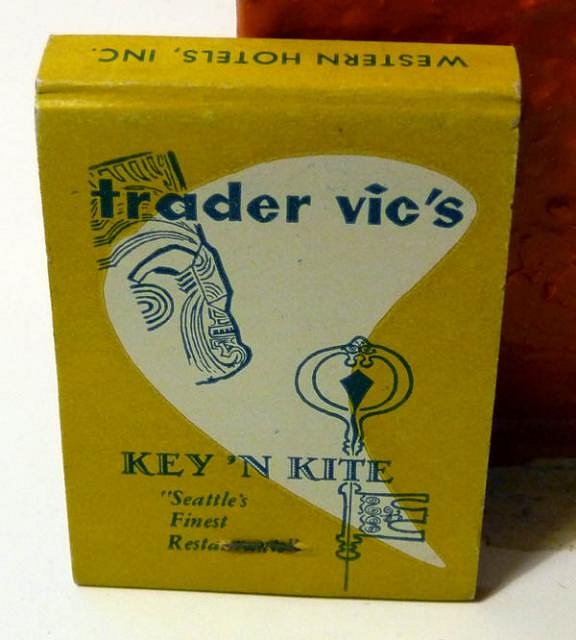 WESTERN HOTELS, INC.
trader vic's
KEY 'N KITE
"Seattle's
Finest